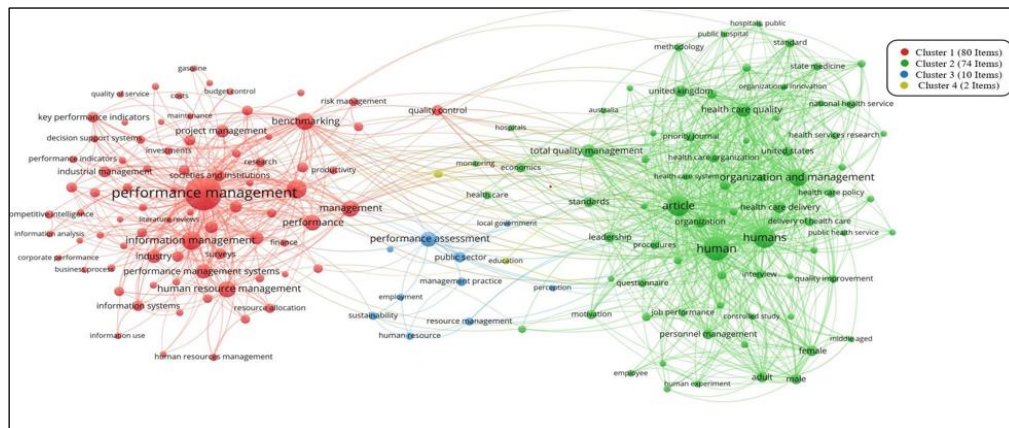 hospitals, public
public hospital
methodology
standard
Cluster 1 (80 Items)
Cluster 2 (74 Items)
Cluster 3 (10 Items)
Cluster 4 (2 Items)
gasoline
state medicine
quality of service
costs
budget control
organizational innovation
united kingdom
risk management
national health service
key performance indicators
maintenance
quality control
australia
health care quality
benchmarking
project management
decision support systems
hospitals
priority journal
health services research
investments
total quality management
performance indicators
research
health care organization
united states
industrial management
societies and institutions
productivity
monitoring
economics
health care system
organization and management
performance management
health care
health care policy
management
standards
article
health care delivery
ompetitive intelligence
literature reviews
performance
local government
organization
delivery of health care
information analysis
information management
finance
performance assessment
leadership
procedures
human
humans
public health service
corporate performance
industry
surveys
public sector
education
business process
performance management systems
interview
management practice
questionnaire
quality improvement
human resource management
perception
employment
information systems
resource allocation
sustainability
resource management
motivation
job performance
controlled study
human resource
personnel management
information use
middle aged
human resources management
female
employee
adult
male
human experiment